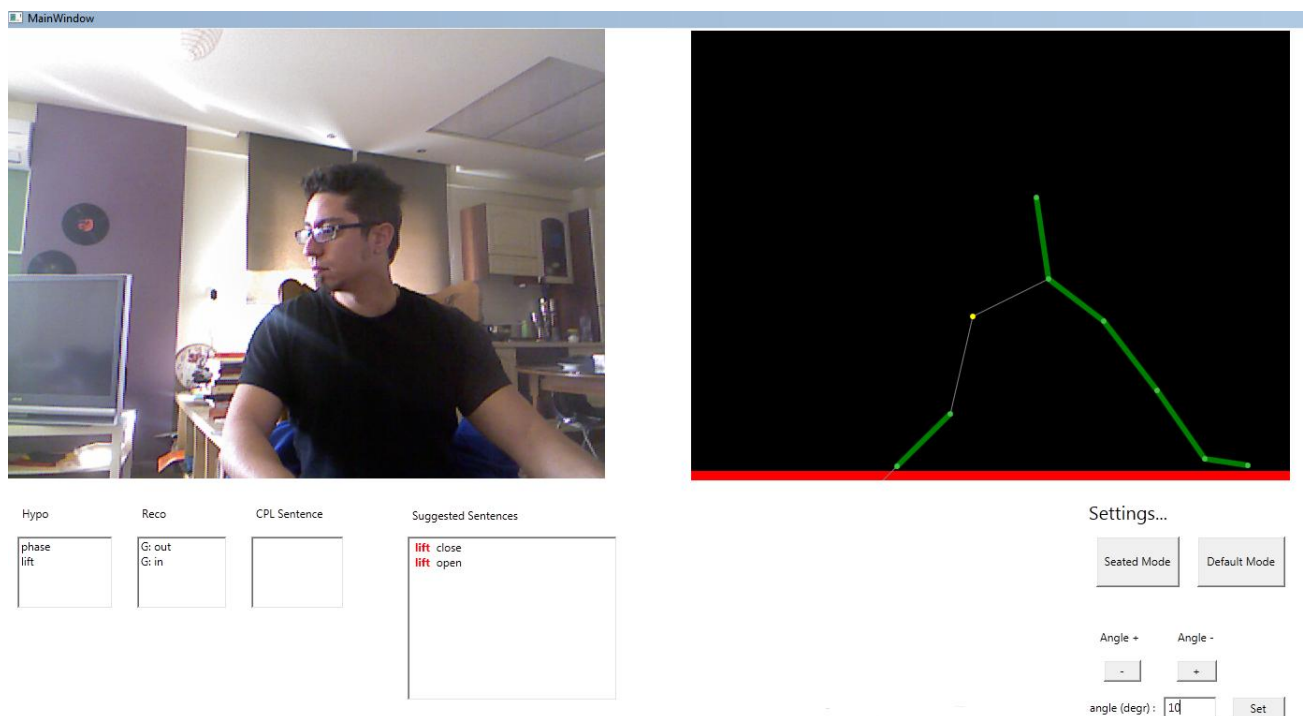 MainWindow
Hypo
phase
lift
Reco
G: out
G: in
CPL Sentence
Suggested Sentences
lift close
lift open
Settings...
Seated Mode
Default Mode
Angle +
Angle -
-
+
angle (degr) :
10
Set